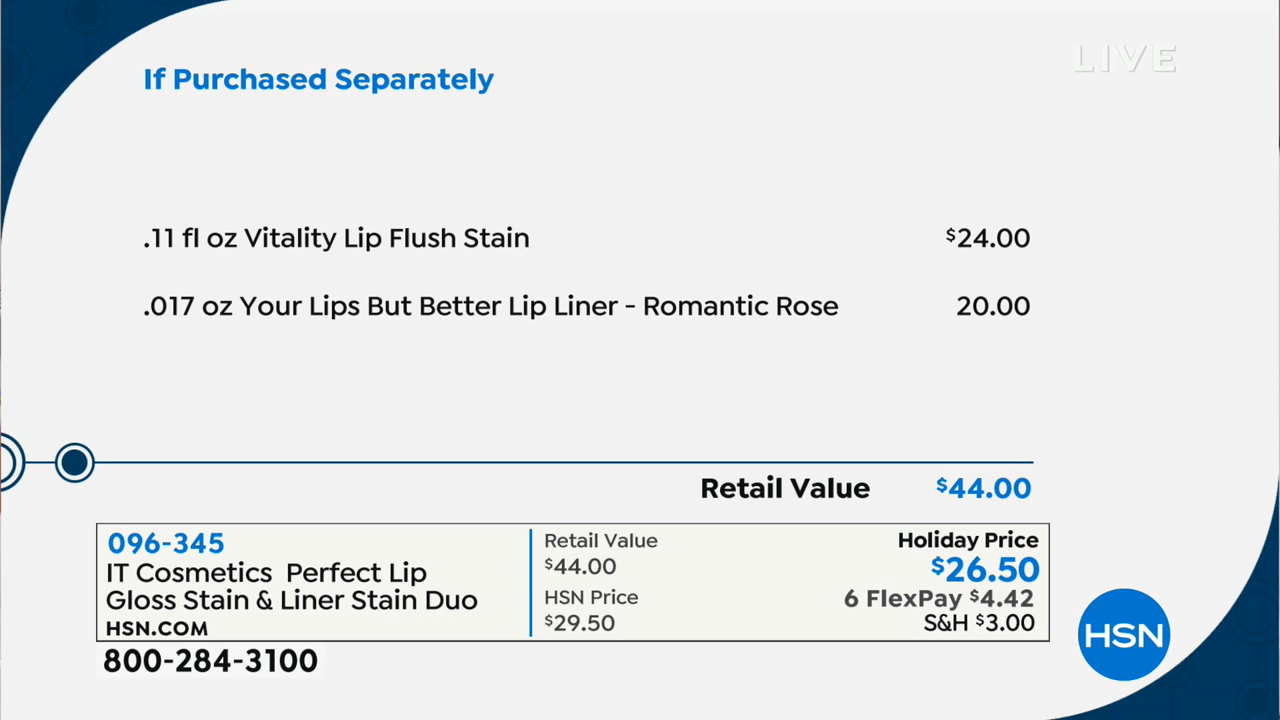 LIVE
If Purchased Separately
.11 fl oz Vitality Lip Flush Stain $24.00
.017 oz Your Lips But Better Lip Liner - Romantic Rose 20.00
Retail Value $44.00
096-345
IT Cosmetics Perfect Lip
Gloss Stain & Liner Stain Duo
HSN.COM
Retail Value
$44.00
HSN Price
$29.50
Holiday Price
$26.50
6 FlexPay $4.42
S&H $3.00
800-284-3100
HSN